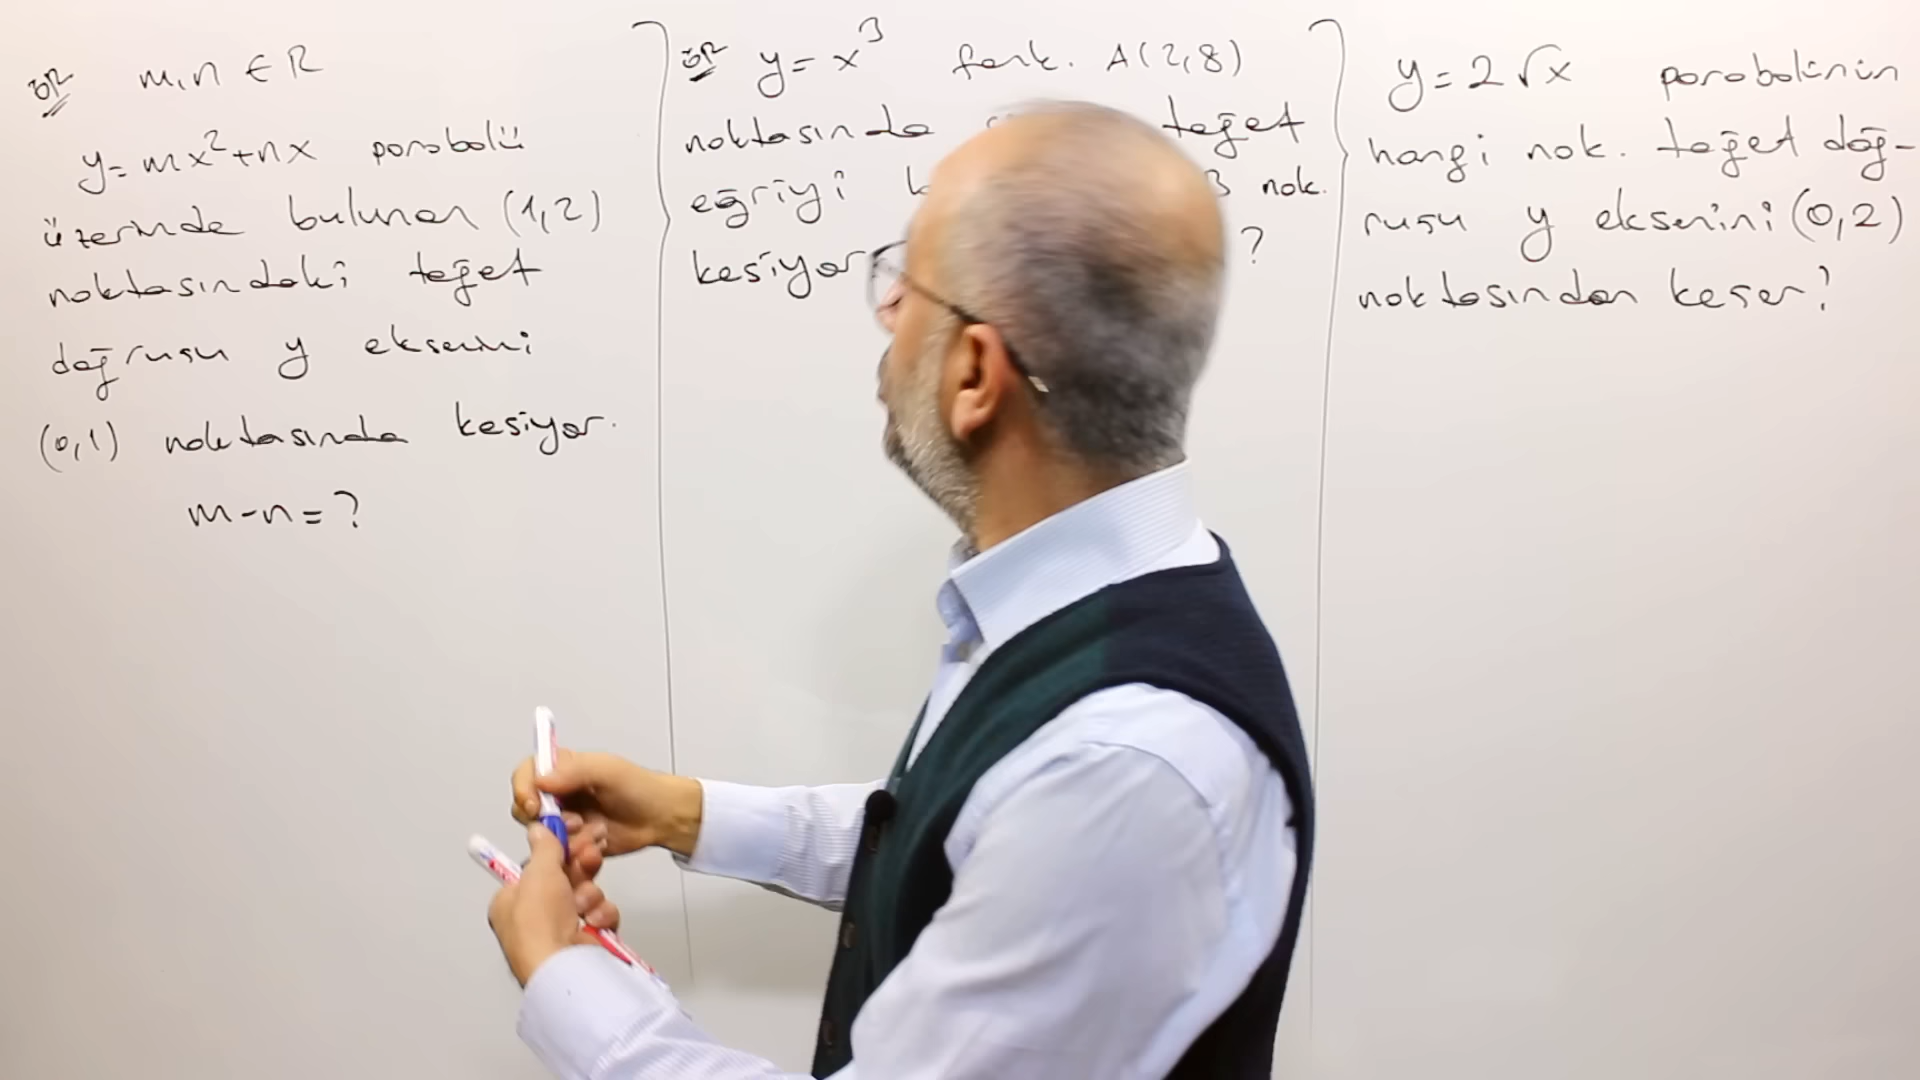 ÖR m,n ∈ R
y=mx²+nx parabolü
üzerinde bulunan (1,2)
noktasındaki teğet
doğrusu y eksenini
(0,1) noktasında kesiyor.
m-n=?
ÖR y=x³ fonk. A(2,8)
noktasında teğet
eğriyi B nok.
kesiyor ?
y=2√x parabolünün
hangi nok. teğet doğ-
rusu y eksenini (0,2)
noktasından keser?